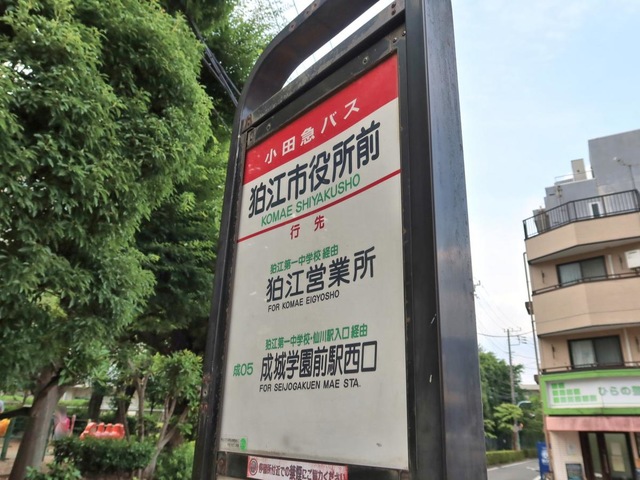 小田急バス
狛江市役所前
KOMAE SHIYAKUSHO
行先
狛江第一中学校 経由
狛江営業所
FOR KOMAE EIGYOSHO
狛江第一中学校・仙川駅入口 経由
成05 成城学園前駅西口
FOR SEIJOGAKUEN MAE STA.